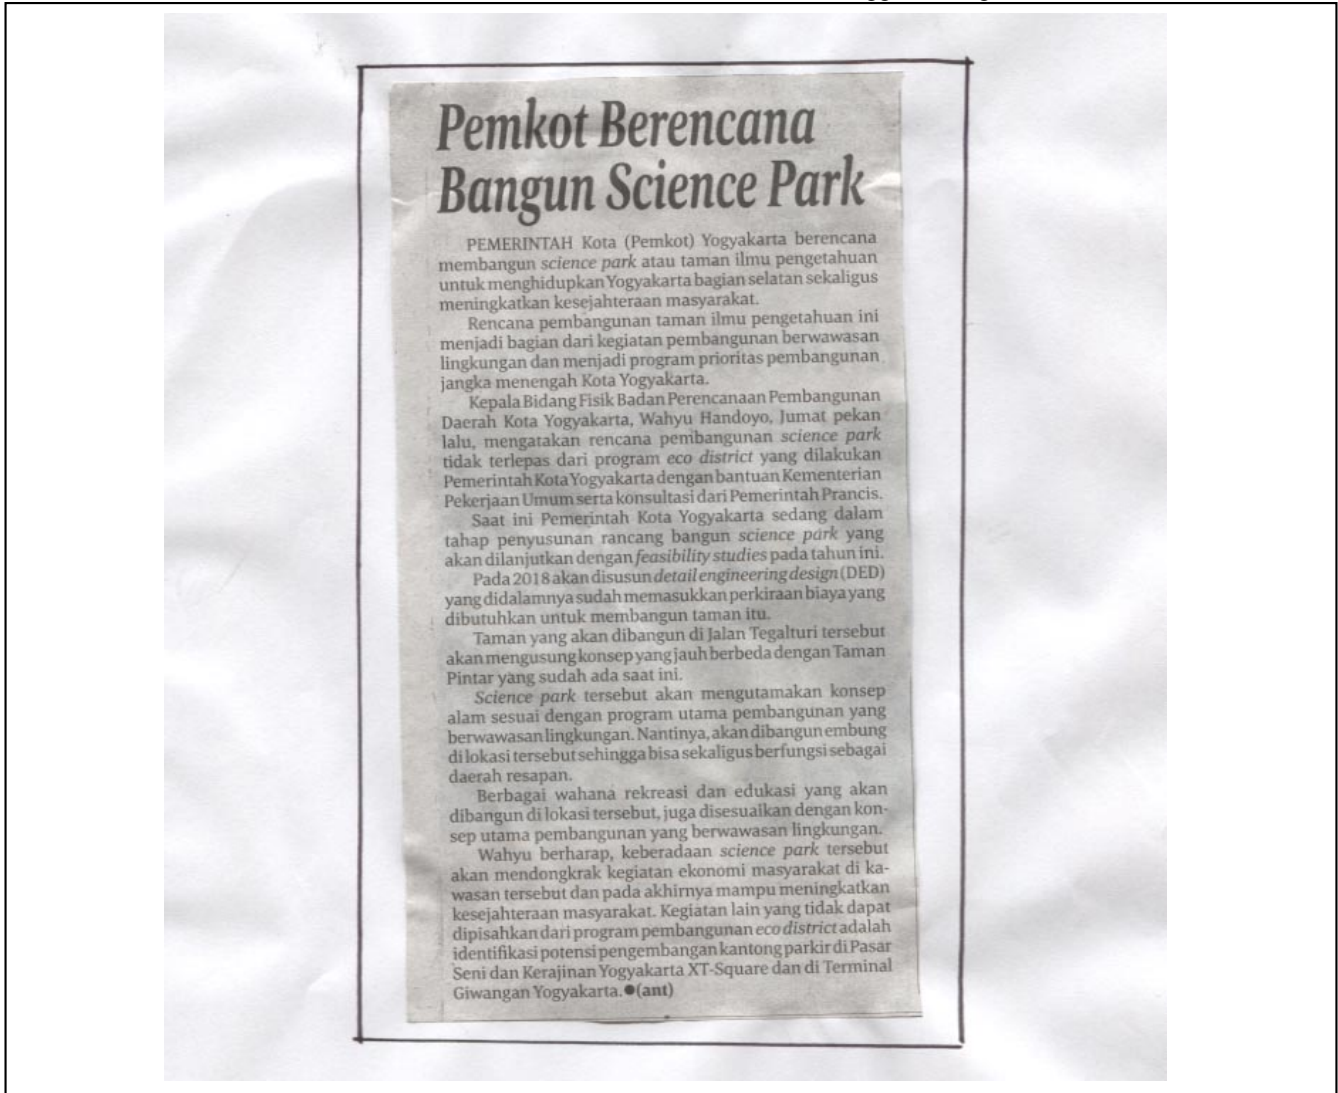 Pemkot Berencana
Bangun Science Park
PEMERINTAH Kota (Pemkot) Yogyakarta berencana
membangun science park atau taman ilmu pengetahuan
untuk menghidupkan Yogyakarta bagian selatan sekaligus
meningkatkan kesejahteraan masyarakat.
Rencana pembangunan taman ilmu pengetahuan ini
menjadi bagian dari kegiatan pembangunan berwawasan
lingkungan dan menjadi program prioritas pembangunan
jangka menengah Kota Yogyakarta.
Kepala Bidang Fisik Badan Perencanaan Pembangunan
Daerah Kota Yogyakarta, Wahyu Handoyo, Jumat pekan
lalu, mengatakan rencana pembangunan science park
tidak terlepas dari program eco district yang dilakukan
Pemerintah Kota Yogyakarta dengan bantuan Kementerian
Pekerjaan Umum serta konsultasi dari Pemerintah Prancis.
Saat ini Pemerintah Kota Yogyakarta sedang dalam
tahap penyusunan rancang bangun science park yang
akan dilanjutkan dengan feasibility studies pada tahun ini.
Pada 2018 akan disusun detail engineering design (DED)
yang didalamnya sudah memasukkan perkiraan biaya yang
dibutuhkan untuk membangun taman itu.
Taman yang akan dibangun di Jalan Tegalturi tersebut
akan mengusung konsep yang jauh berbeda dengan Taman
Pintar yang sudah ada saat ini.
Science park tersebut akan mengutamakan konsep
alam sesuai dengan program utama pembangunan yang
berwawasan lingkungan. Nantinya, akan dibangun embung
di lokasi tersebut sehingga bisa sekaligus berfungsi sebagai
daerah resapan.
Berbagai wahana rekreasi dan edukasi yang akan
dibangun di lokasi tersebut, juga disesuaikan dengan kon-
sep utama pembangunan yang berwawasan lingkungan.
Wahyu berharap, keberadaan science park tersebut
akan mendongkrak kegiatan ekonomi masyarakat di ka-
wasan tersebut dan pada akhirnya mampu meningkatkan
kesejahteraan masyarakat. Kegiatan lain yang tidak dapat
dipisahkan dari program pembangunan eco district adalah
identifikasi potensi pengembangan kantong parkir di Pasar
Seni dan Kerajinan Yogyakarta XT-Square dan di Terminal
Giwangan Yogyakarta.●(ant)